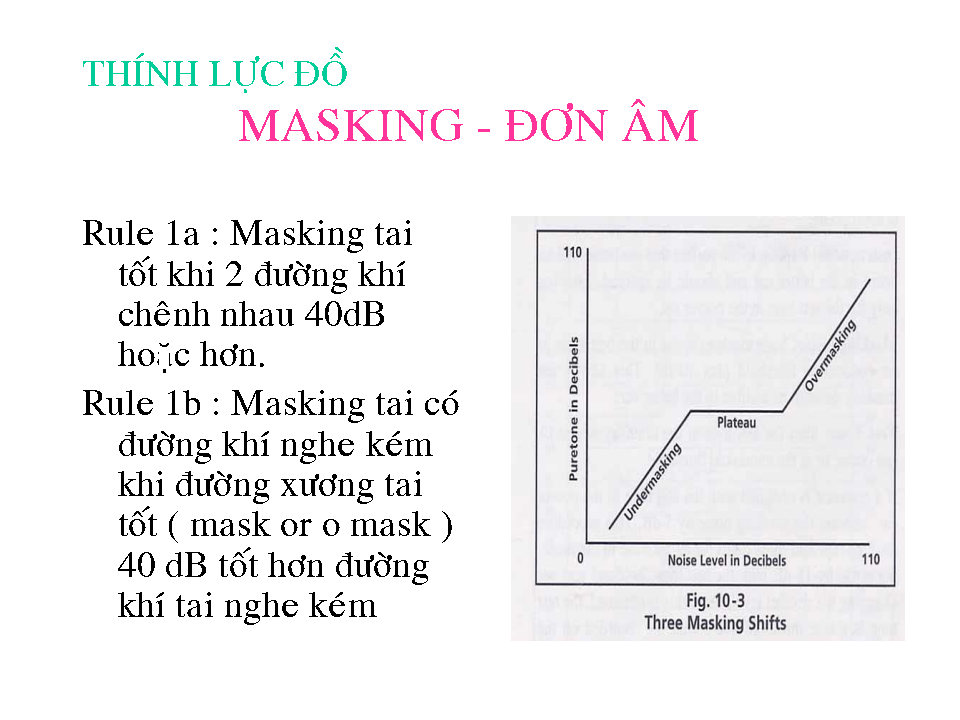 THÍNH LỰC ĐỒ
MASKING - ĐƠN ÂM
Rule 1a : Masking tai
tốt khi 2 đường khí
chênh nhau 40dB
hoặc hơn.
Rule 1b : Masking tai có
đường khí nghe kém
khi đường xương tai
tốt ( mask or o mask )
40 dB tốt hơn đường
khí tai nghe kém
110
Puretone in Decibels
Undermasking
Plateau
Overmasking
0
Noise Level in Decibels
110
Fig. 10-3
Three Masking Shifts